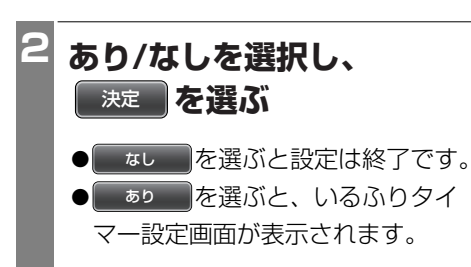 2 あり/なしを選択し、
決定 を選ぶ
● なし を選ぶと設定は終了です。
● あり を選ぶと、いるふりタイ
マー設定画面が表示されます。